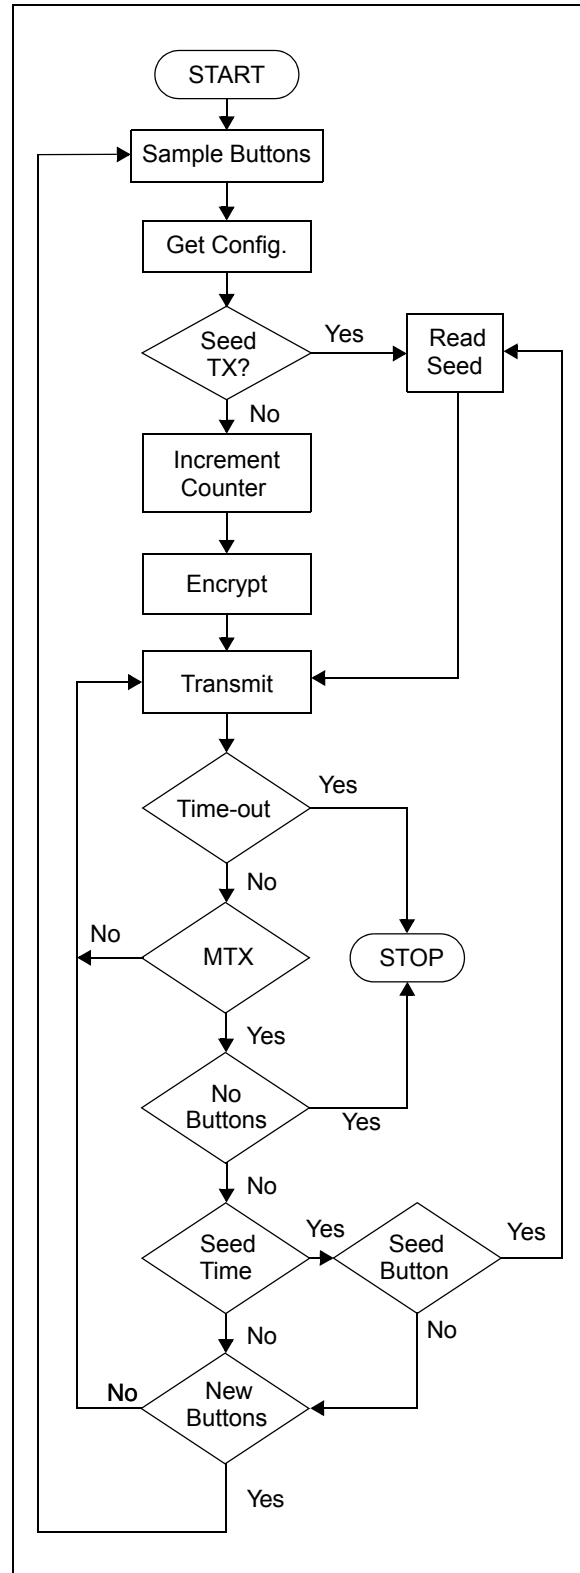 START
Sample Buttons
Get Config.
Seed
TX?
Yes
Read
Seed
No
Increment
Counter
Encrypt
Transmit
Time-out
Yes
No
MTX
No
STOP
Yes
No
Buttons
Yes
No
Seed
Time
Yes
Seed
Button
Yes
No
No
New
Buttons
No
Yes